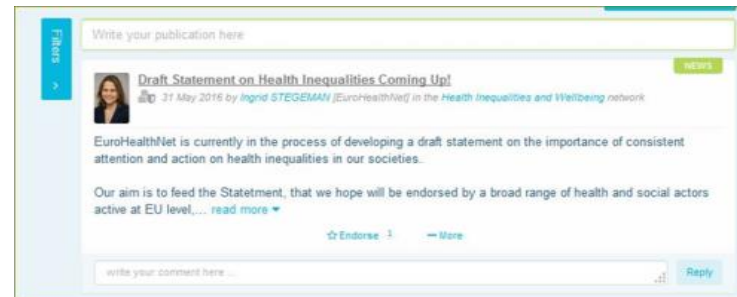 Filters
Write your publication here
NEWS
Draft Statement on Health Inequalities Coming Up!
31 May 2016 by Ingrid STEGEMAN [EuroHealthNet] in the Health Inequalities and Wellbeing network
EuroHealthNet is currently in the process of developing a draft statement on the importance of consistent
attention and action on health inequalities in our societies.
Our aim is to feed the Statetment, that we hope will be endorsed by a broad range of health and social actors
active at EU level,... read more
Endorse 1 More
write your comment here ...
Reply